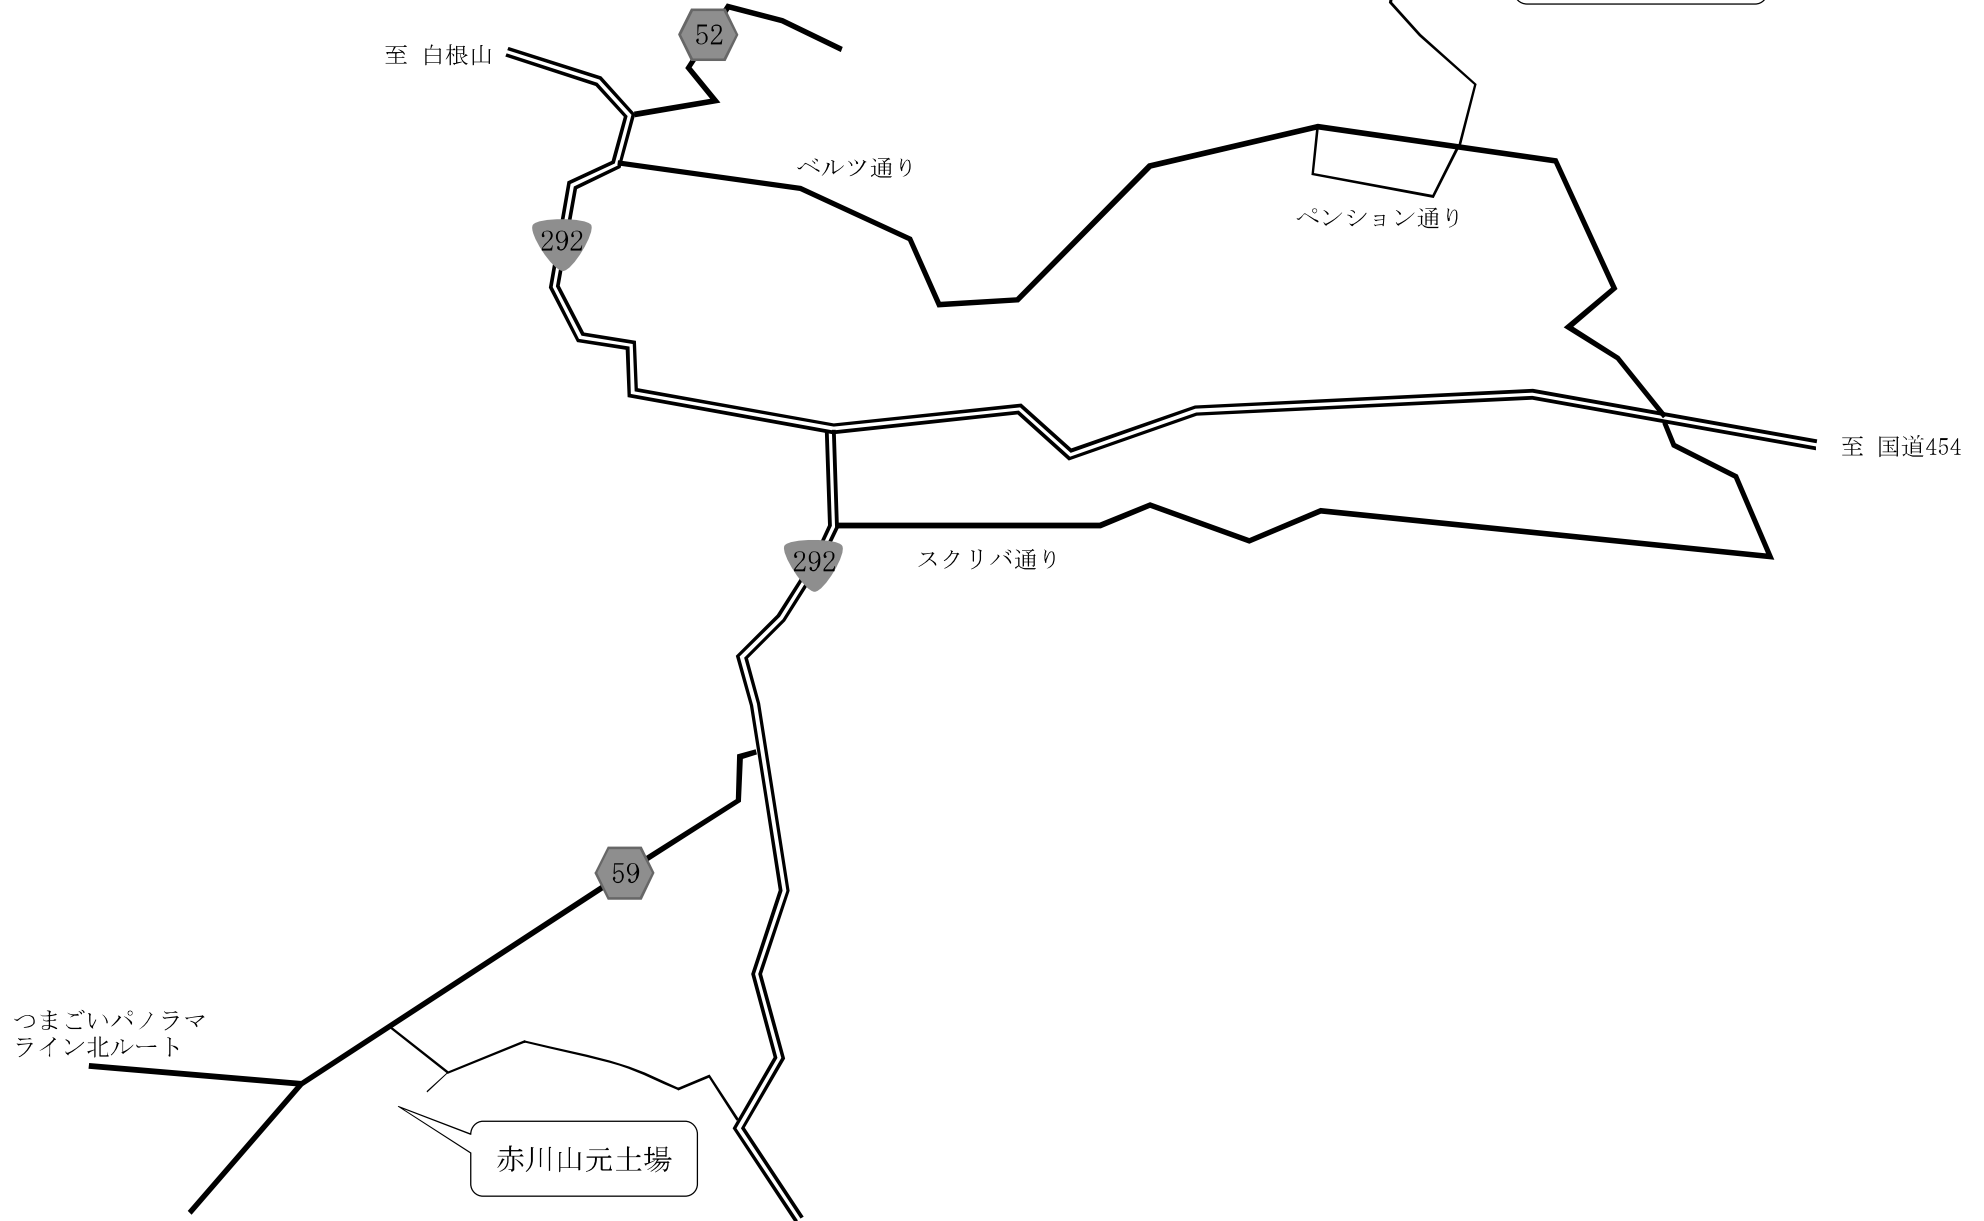 52
至 白根山
ベルツ通り
ペンション通り
292
至 国道454
スクリバ通り
292
59
つまごいパノラマ
ライン北ルート
赤川山元土場